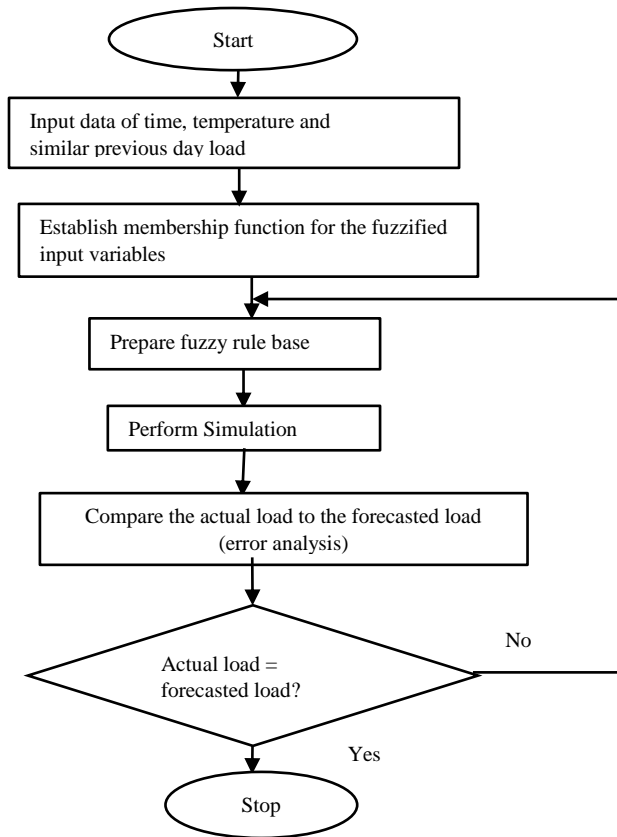 Start
Input data of time, temperature and
similar previous day load
Establish membership function for the fuzzified
input variables
Prepare fuzzy rule base
Perform Simulation
Compare the actual load to the forecasted load
(error analysis)
Actual load =
forecasted load?
No
Yes
Stop